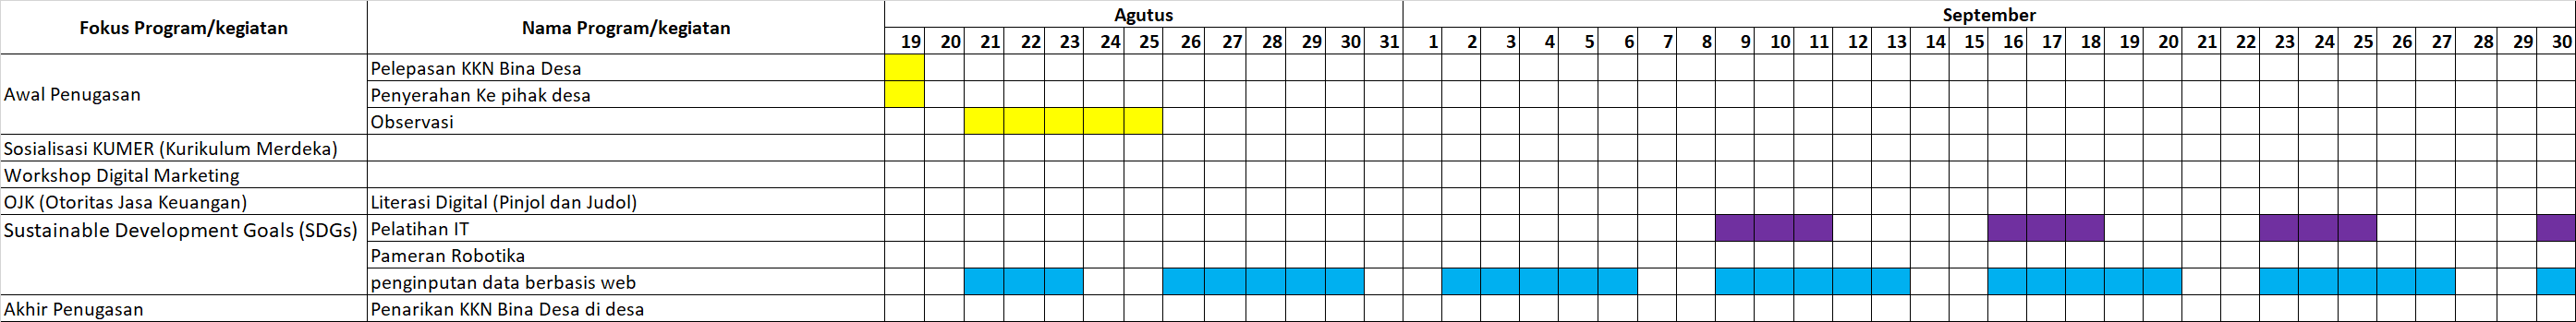 Fokus Program/kegiatan Nama Program/kegiatan Agutus September
19 20 21 22 23 24 25 26 27 28 29 30 31 1 2 3 4 5 6 7 8 9 10 11 12 13 14 15 16 17 18 19 20 21 22 23 24 25 26 27 28 29 30
Awal Penugasan
Pelepasan KKN Bina Desa
Penyerahan Ke pihak desa
Observasi
Sosialisasi KUMER (Kurikulum Merdeka)
Workshop Digital Marketing
OJK (Otoritas Jasa Keuangan) Literasi Digital (Pinjol dan Judol)
Sustainable Development Goals (SDGs) Pelatihan IT
Pameran Robotika
penginputan data berbasis web
Akhir Penugasan Penarikan KKN Bina Desa di desa